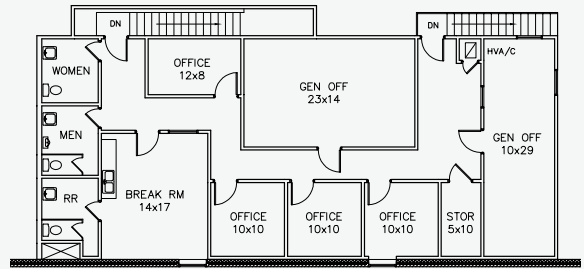 DN
DN
WOMEN
OFFICE
12x8
GEN OFF
23x14
HVA/C
MEN
GEN OFF
10x29
RR
BREAK RM
14x17
OFFICE
10x10
OFFICE
10x10
OFFICE
10x10
STOR
5x10